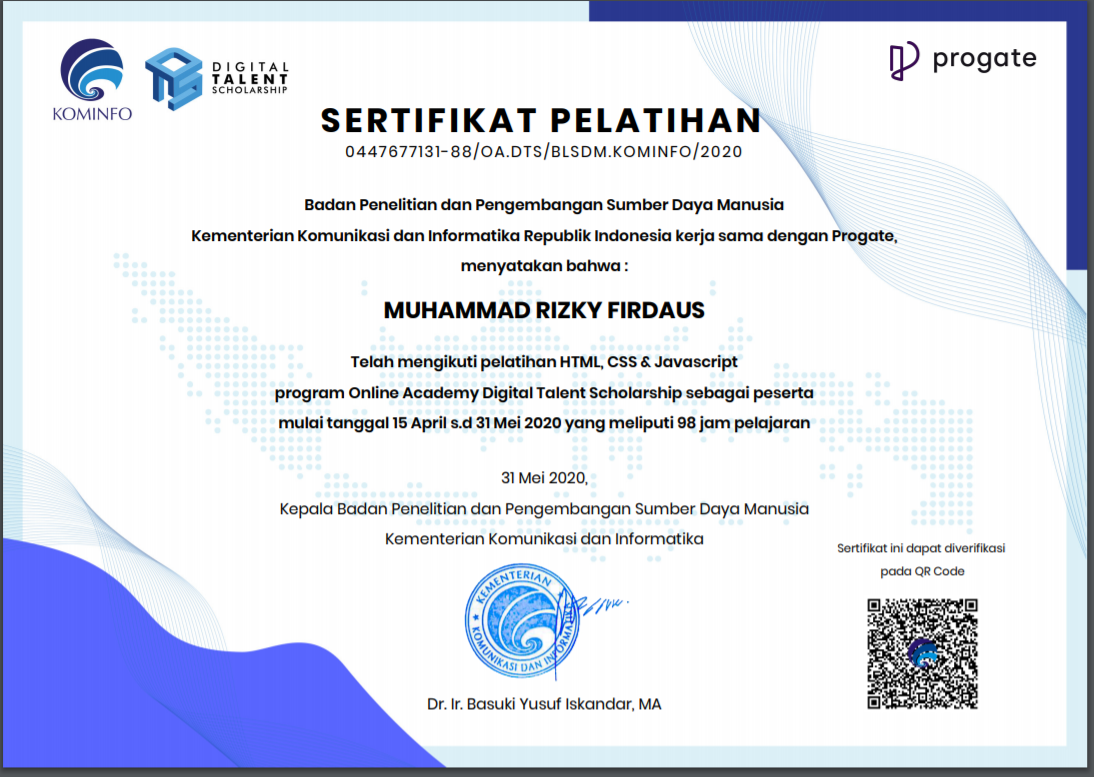 KOMINFO
DIGITAL
TALENT
SCHOLARSHIP
progate
SERTIFIKAT PELATIHAN
0447677131-88/OA.DTS/BLSDM.KOMINFO/2020
Badan Penelitian dan Pengembangan Sumber Daya Manusia
Kementerian Komunikasi dan Informatika Republik Indonesia kerja sama dengan Progate,
menyatakan bahwa :
MUHAMMAD RIZKY FIRDAUS
Telah mengikuti pelatihan HTML, CSS & Javascript
program Online Academy Digital Talent Scholarship sebagai peserta
mulai tanggal 15 April s.d 31 Mei 2020 yang meliputi 98 jam pelajaran
31 Mei 2020,
Kepala Badan Penelitian dan Pengembangan Sumber Daya Manusia
Kementerian Komunikasi dan Informatika
KEMENTERIAN
KOMUNIKASI DAN INFORMATIKA
Dr. Ir. Basuki Yusuf Iskandar, MA
Sertifikat ini dapat diverifikasi
pada QR Code